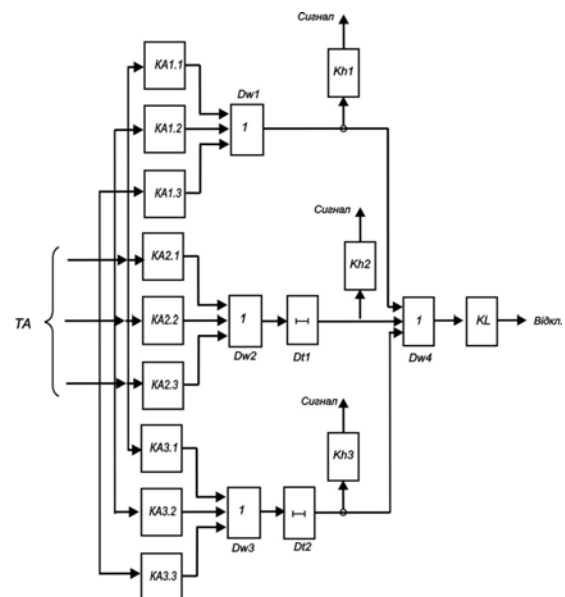 Сигнал
KA1.1
Kh1
Dw1
KA1.2
1
KA1.3
Сигнал
KA2.1
Kh2
TA
KA2.2
1
1
KL
Відкл.
Dw2
Dt1
Dw4
KA2.3
Сигнал
KA3.1
Kh3
KA3.2
1
Dw3
Dt2
KA3.3